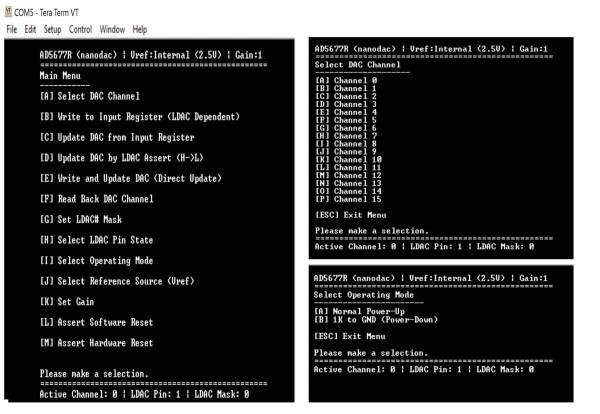 COM5 - Tera Term VT
File Edit Setup Control Window Help
AD5677R (nanodac) ¦ Vref:Internal (2.5V) ¦ Gain:1
==================================================
Main Menu
-----------
[A] Select DAC Channel
[B] Write to Input Register (LDAC Dependent)
[C] Update DAC from Input Register
[D] Update DAC by LDAC Assert (H->L)
[E] Write and Update DAC (Direct Update)
[F] Read Back DAC Channel
[G] Set LDAC# Mask
[H] Select LDAC Pin State
[I] Select Operating Mode
[J] Select Reference Source (Vref)
[K] Set Gain
[L] Assert Software Reset
[M] Assert Hardware Reset
Please make a selection.
==================================================
Active Channel: 0 ¦ LDAC Pin: 1 ¦ LDAC Mask: 0
AD5677R (nanodac) ¦ Vref:Internal (2.5V) ¦ Gain:1
==================================================
Select DAC Channel
--------------------
[A] Channel 0
[B] Channel 1
[C] Channel 2
[D] Channel 3
[E] Channel 4
[F] Channel 5
[G] Channel 6
[H] Channel 7
[I] Channel 8
[J] Channel 9
[K] Channel 10
[L] Channel 11
[M] Channel 12
[N] Channel 13
[O] Channel 14
[P] Channel 15
[ESC] Exit Menu
Please make a selection.
==================================================
Active Channel: 0 ¦ LDAC Pin: 1 ¦ LDAC Mask: 0
AD5677R (nanodac) ¦ Vref:Internal (2.5V) ¦ Gain:1
==================================================
Select Operating Mode
-----------------------
[A] Normal Power-Up
[B] 1K to GND (Power-Down)
[ESC] Exit Menu
Please make a selection.
==================================================
Active Channel: 0 ¦ LDAC Pin: 1 ¦ LDAC Mask: 0